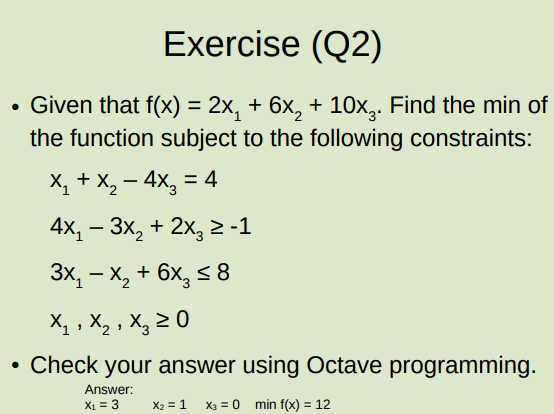 Exercise (Q2)
• Given that f(x) = 2x₁ + 6x₂ + 10x₃. Find the min of
the function subject to the following constraints:
x₁ + x₂ – 4x₃ = 4
4x₁ – 3x₂ + 2x₃ ≥ -1
3x₁ – x₂ + 6x₃ ≤ 8
x₁ , x₂ , x₃ ≥ 0
• Check your answer using Octave programming.
Answer:
x₁ = 3 x₂ = 1 x₃ = 0 min f(x) = 12